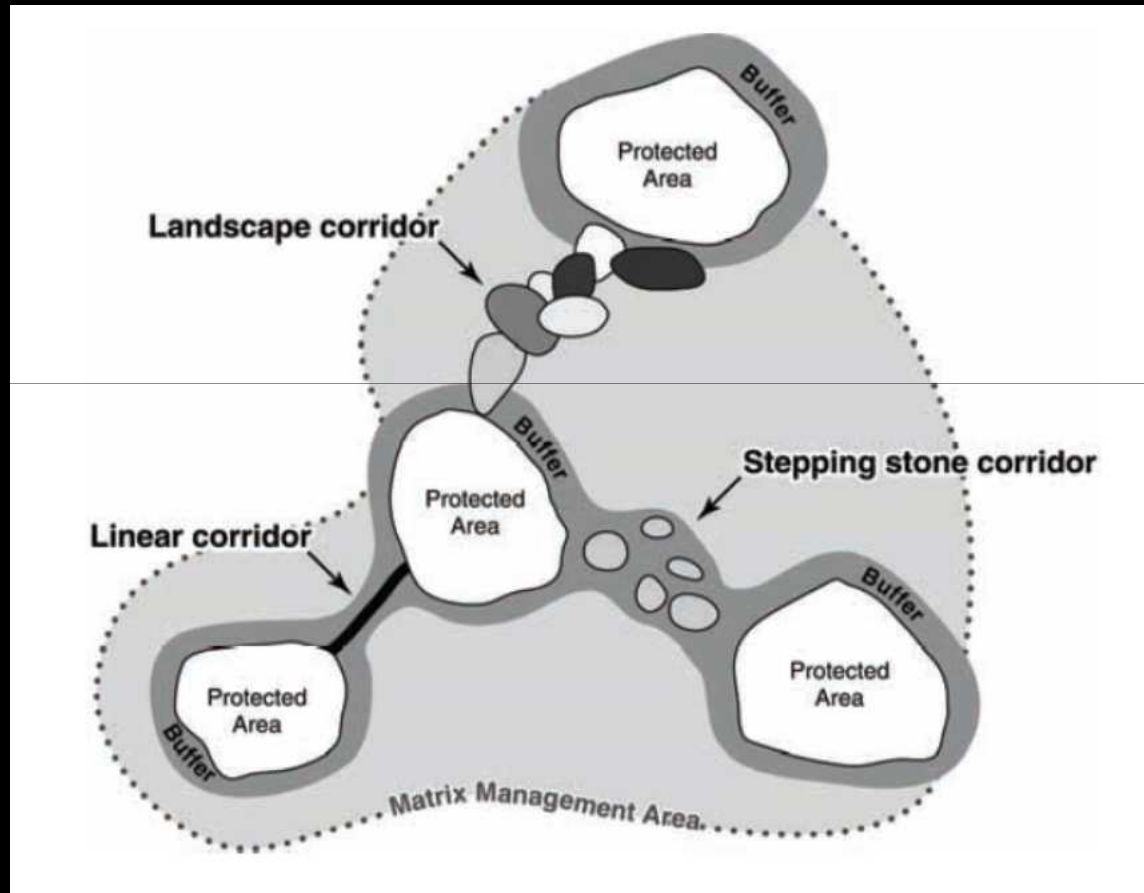 Buffer
Protected
Area
Landscape corridor
Buffer
Stepping stone corridor
Protected
Area
Linear corridor
Buffer
Protected
Area
Protected
Area
Buffer
Matrix Management Area